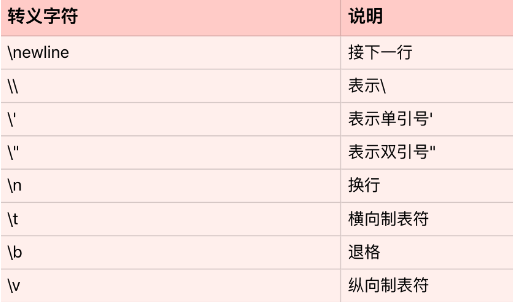 转义字符 说明
\newline 接下一行
\\ 表示\
\' 表示单引号'
\" 表示双引号"
\n 换行
\t 横向制表符
\b 退格
\v 纵向制表符